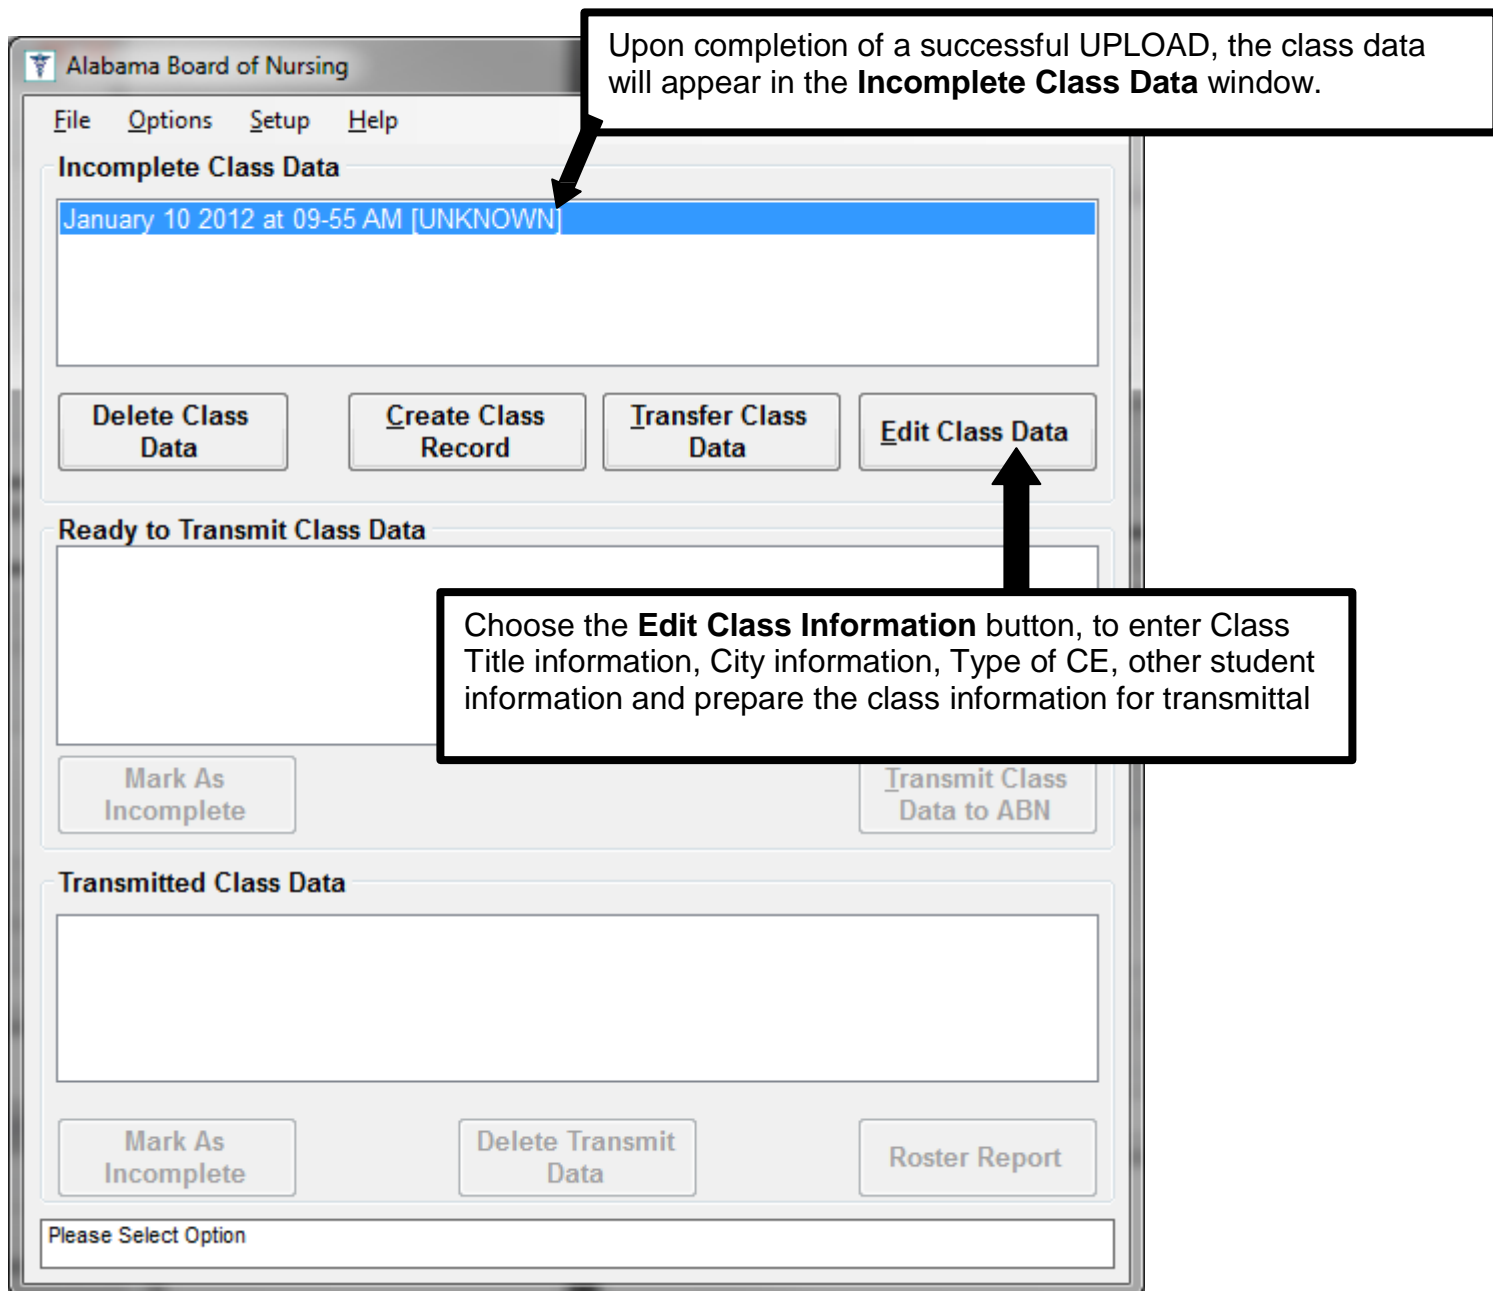 Upon completion of a successful UPLOAD, the class data
will appear in the Incomplete Class Data window.
Alabama Board of Nursing
File Options Setup Help
Incomplete Class Data
January 10 2012 at 09-55 AM [UNKNOWN]
Delete Class
Data
Create Class
Record
Transfer Class
Data
Edit Class Data
Ready to Transmit Class Data
Choose the Edit Class Information button, to enter Class
Title information, City information, Type of CE, other student
information and prepare the class information for transmittal
Mark As
Incomplete
Transmit Class
Data to ABN
Transmitted Class Data
Mark As
Incomplete
Delete Transmit
Data
Roster Report
Please Select Option